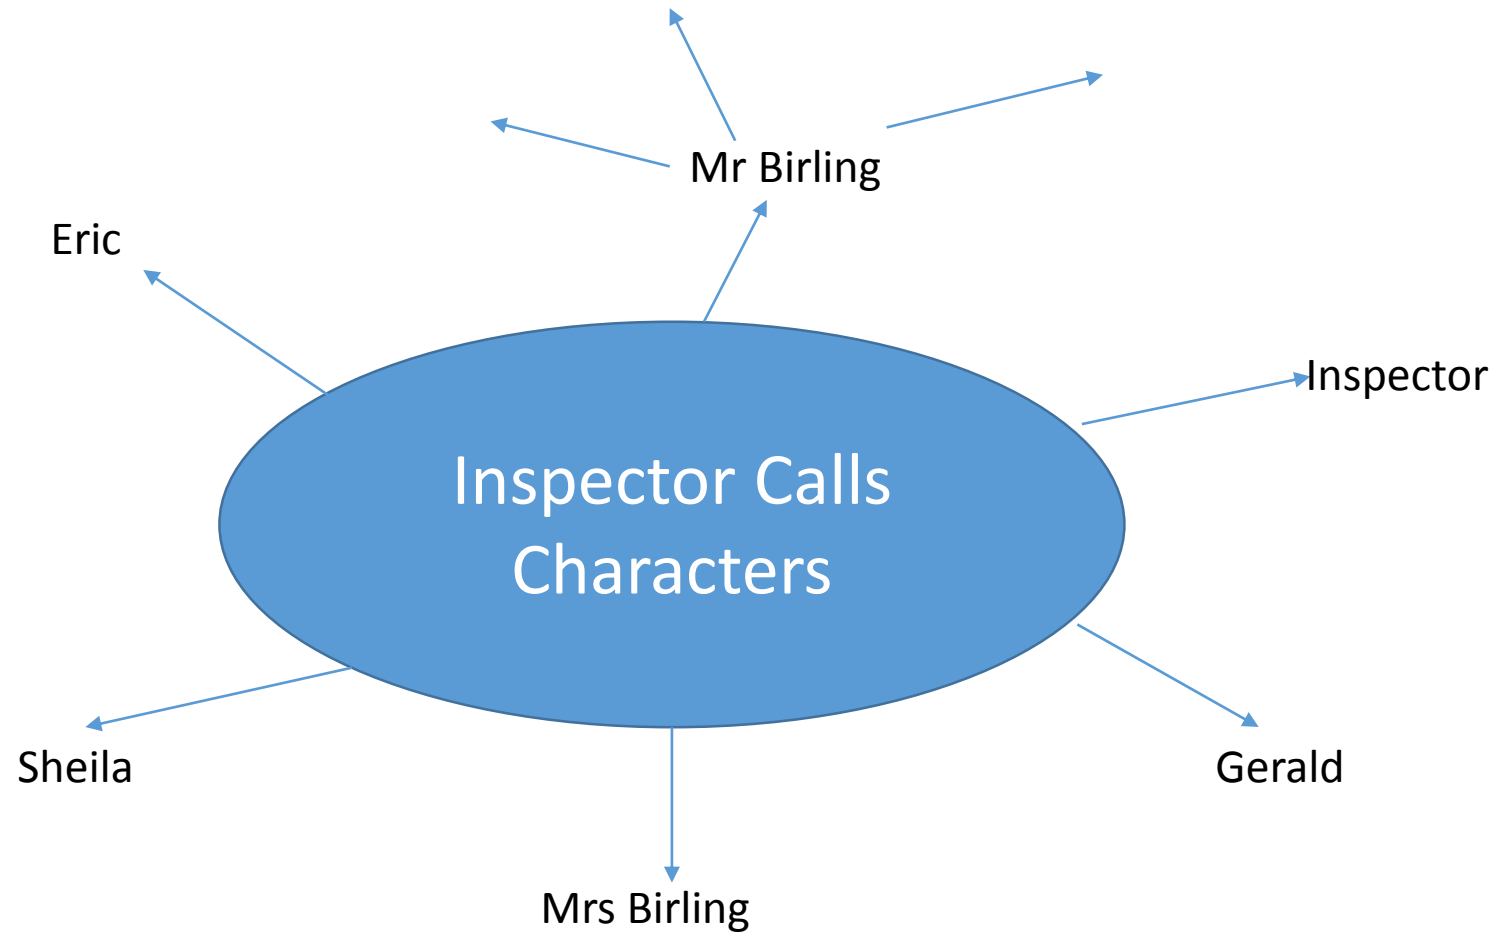 Mr Birling
Eric
Inspector
Inspector Calls
Characters
Sheila
Gerald
Mrs Birling